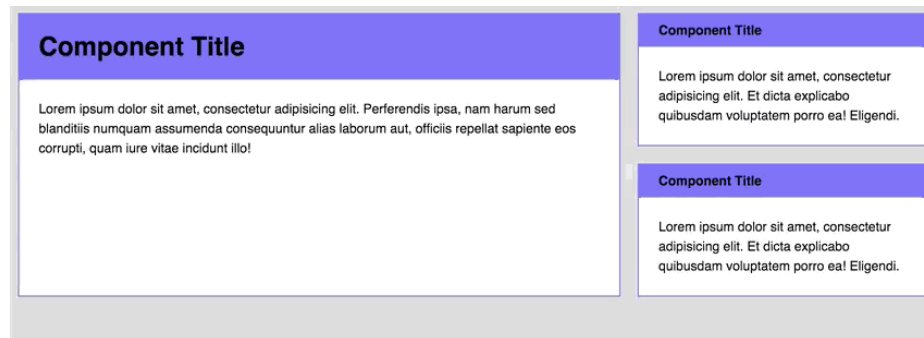 Component Title
Lorem ipsum dolor sit amet, consectetur adipisicing elit. Perferendis ipsa, nam harum sed
blanditiis numquam assumenda consequuntur alias laborum aut, officiis repellat sapiente eos
corrupti, quam iure vitae incidunt illo!
Component Title
Lorem ipsum dolor sit amet, consectetur
adipisicing elit. Et dicta explicabo
quibusdam voluptatem porro ea! Eligendi.
Component Title
Lorem ipsum dolor sit amet, consectetur
adipisicing elit. Et dicta explicabo
quibusdam voluptatem porro ea! Eligendi.